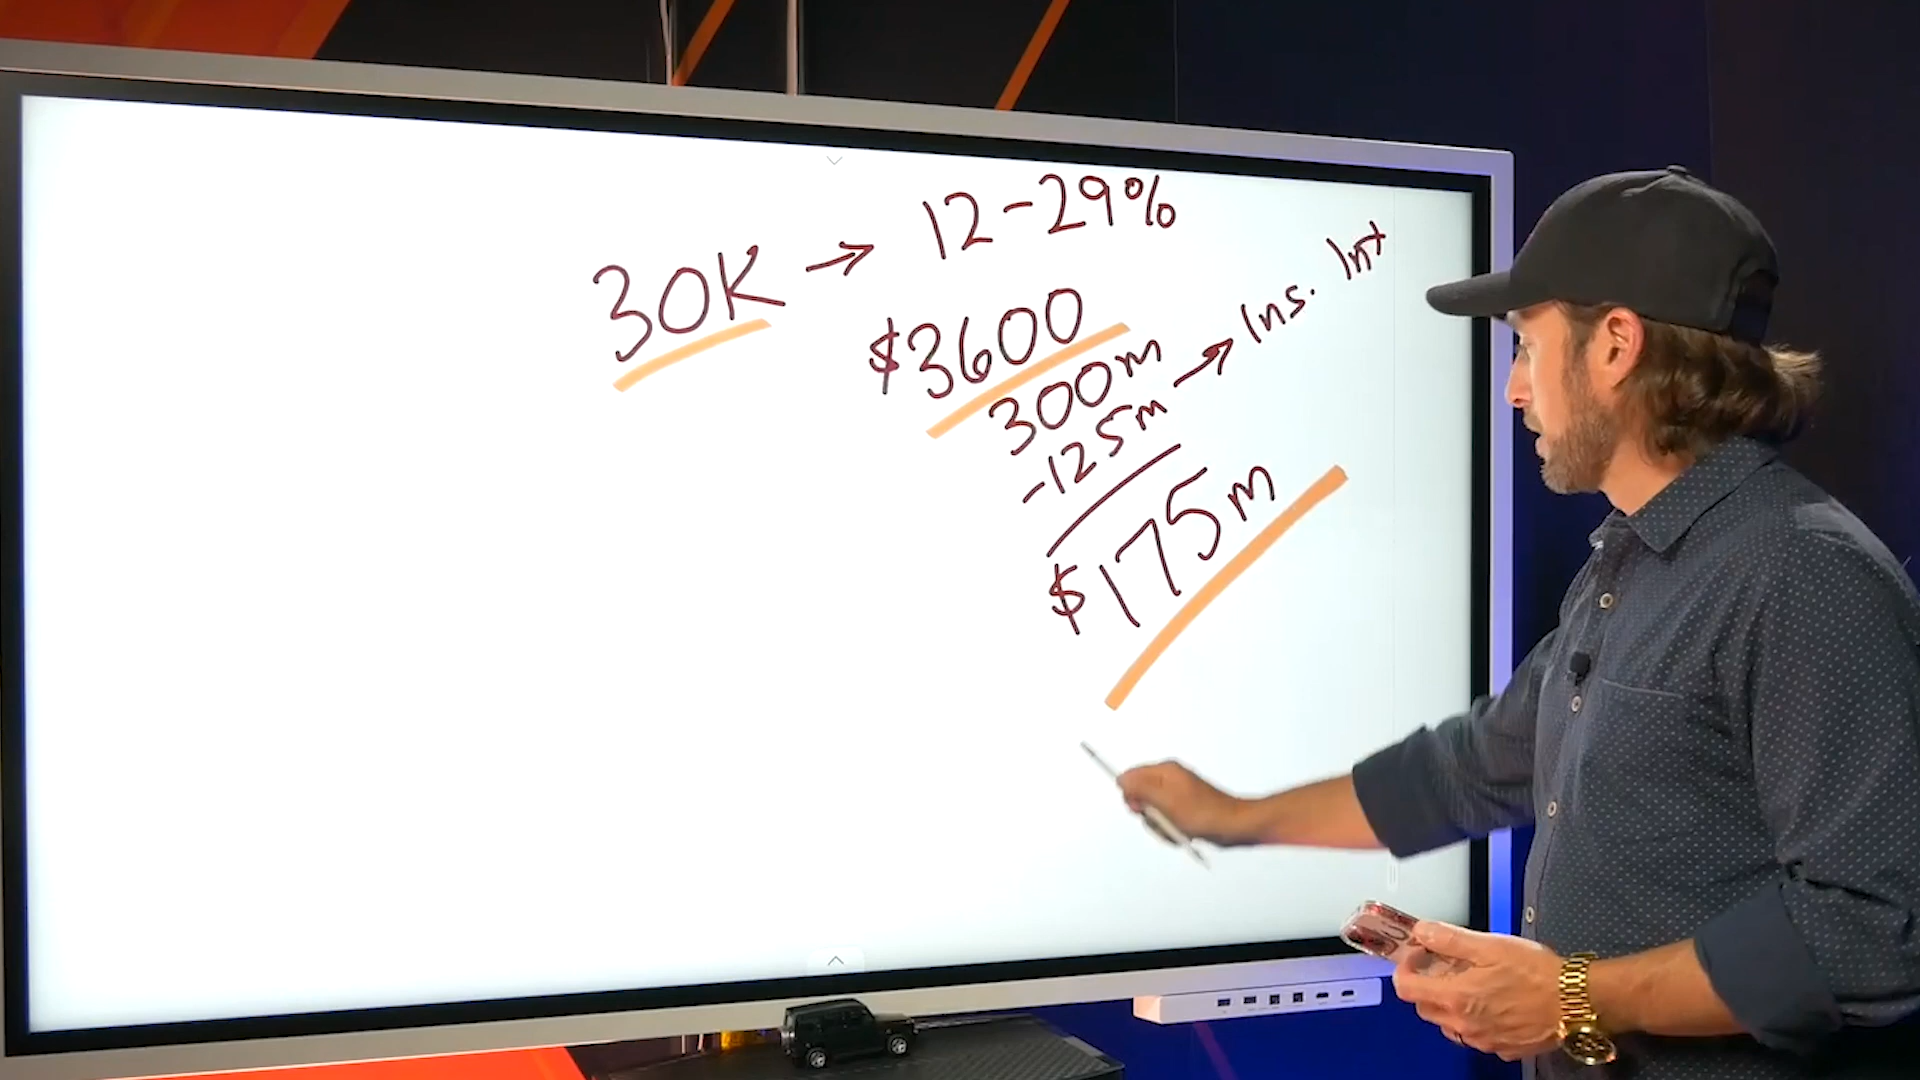 30K → 12-29%
$3600
300m → Ins. Int
-125m
$175m